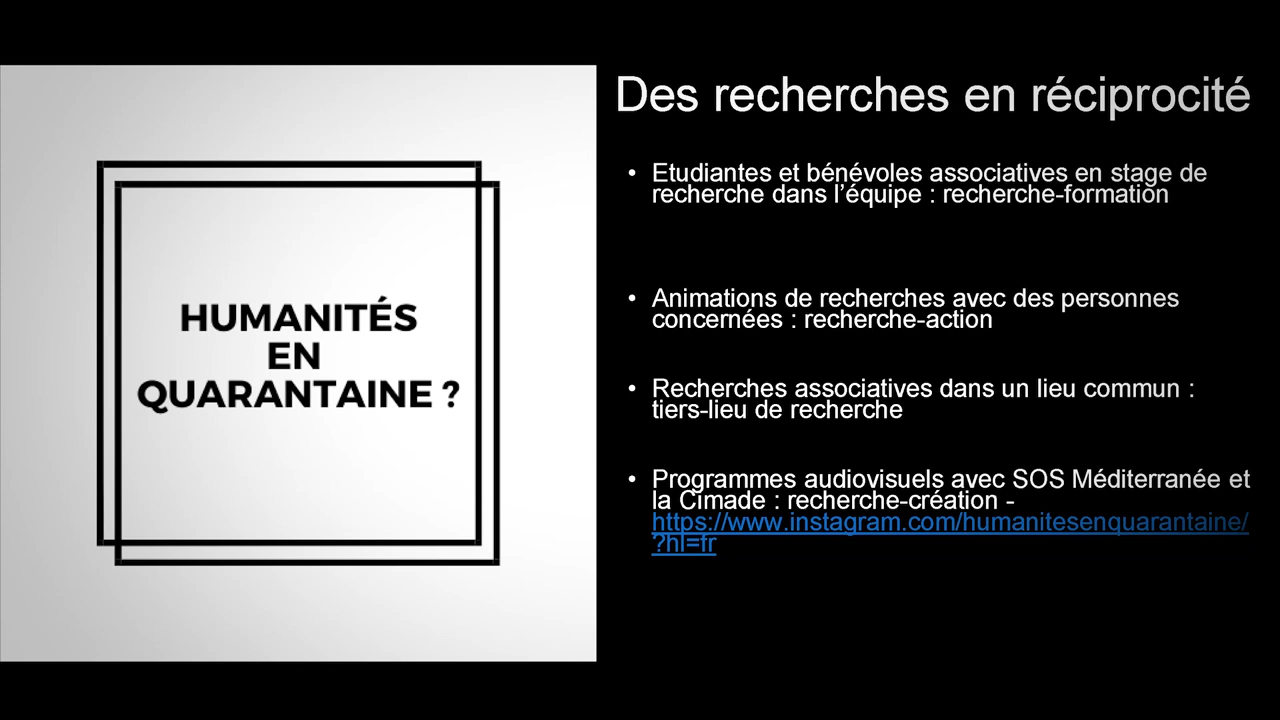 HUMANITÉS
EN
QUARANTAINE ?
Des recherches en réciprocité
• Etudiantes et bénévoles associatives en stage de
recherche dans l’équipe : recherche-formation
• Animations de recherches avec des personnes
concernées : recherche-action
• Recherches associatives dans un lieu commun :
tiers-lieu de recherche
• Programmes audiovisuels avec SOS Méditerranée et
la Cimade : recherche-création -
https://www.instagram.com/humanitesenquarantaine/
?hl=fr